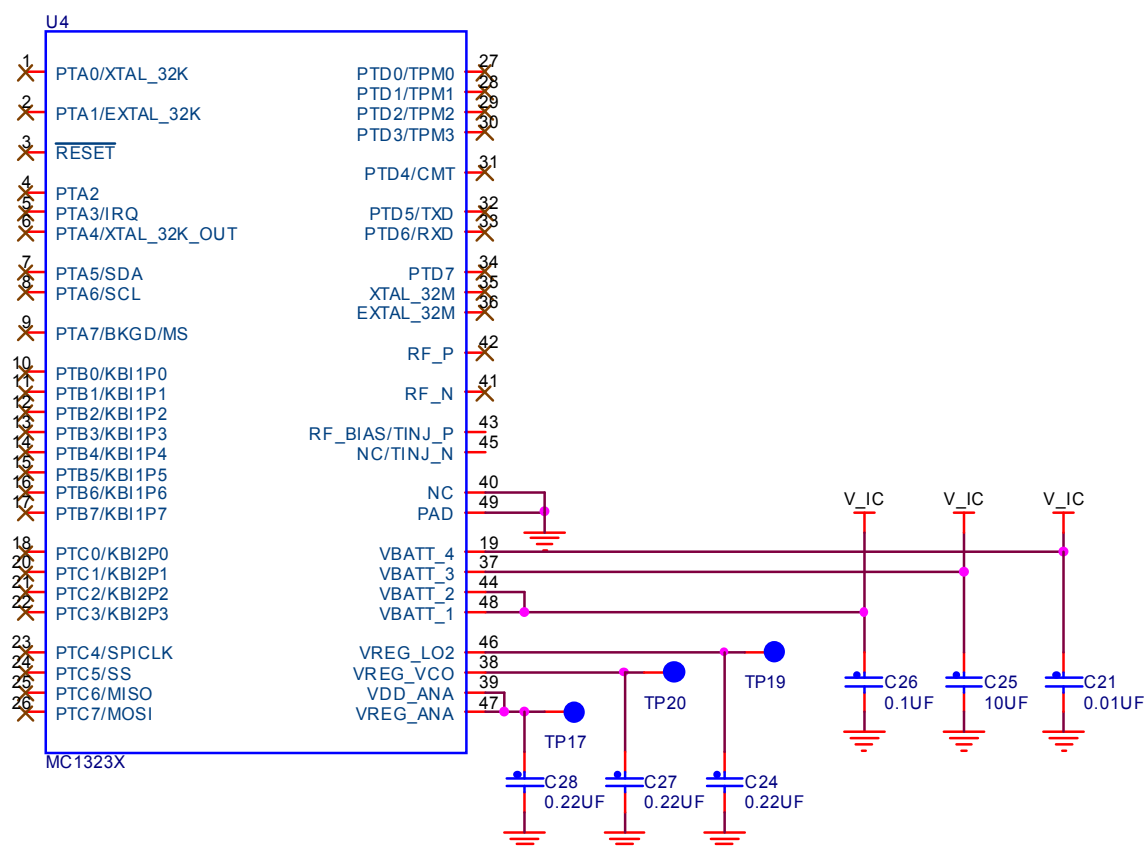 U4
1 PTA0/XTAL_32K
2 PTA1/EXTAL_32K
3 RESET
4 PTA2
5 PTA3/IRQ
6 PTA4/XTAL_32K_OUT
7 PTA5/SDA
8 PTA6/SCL
9 PTA7/BKGD/MS
10 PTB0/KBI1P0
11 PTB1/KBI1P1
12 PTB2/KBI1P2
13 PTB3/KBI1P3
14 PTB4/KBI1P4
15 PTB5/KBI1P5
16 PTB6/KBI1P6
17 PTB7/KBI1P7
18 PTC0/KBI2P0
20 PTC1/KBI2P1
21 PTC2/KBI2P2
22 PTC3/KBI2P3
23 PTC4/SPICLK
24 PTC5/SS
25 PTC6/MISO
26 PTC7/MOSI
PTD0/TPM0 27
PTD1/TPM1 28
PTD2/TPM2 29
PTD3/TPM3 30
PTD4/CMT 31
PTD5/TXD 32
PTD6/RXD 33
PTD7 34
XTAL_32M 35
EXTAL_32M 36
RF_P 42
RF_N 41
RF_BIAS/TINJ_P 43
NC/TINJ_N 45
NC 40
PAD 49
VBATT_4 19
VBATT_3 37
VBATT_2 44
VBATT_1 48
VREG_LO2 46
VREG_VCO 38
VDD_ANA 39
VREG_ANA 47
MC1323X
V_IC
V_IC
V_IC
TP19
TP20
TP17
C26
0.1UF
C25
10UF
C21
0.01UF
C28
0.22UF
C27
0.22UF
C24
0.22UF